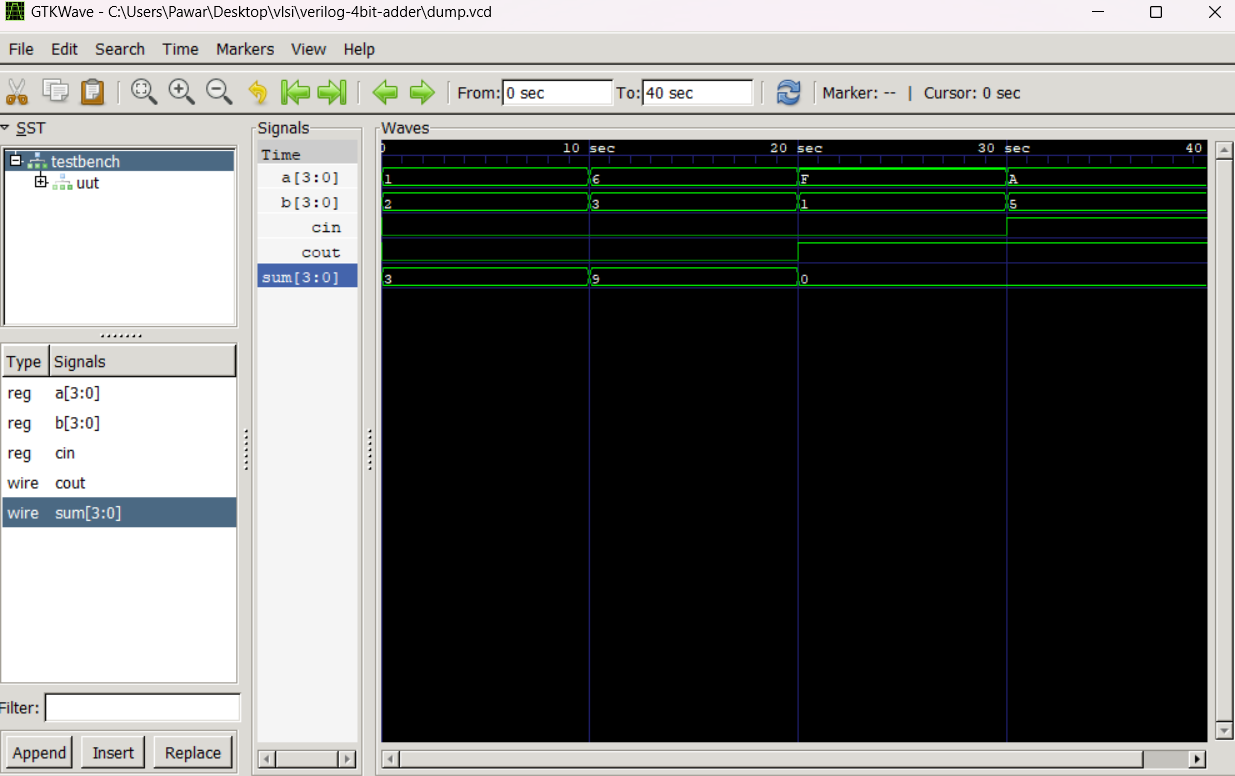 GTKWave - C:\Users\Pawar\Desktop\vlsi\verilog-4bit-adder\dump.vcd
File Edit Search Time Markers View Help
From: 0 sec To: 40 sec Marker: -- | Cursor: 0 sec
SST
testbench
uut
Type Signals
reg a[3:0]
reg b[3:0]
reg cin
wire cout
wire sum[3:0]
Filter:
Append Insert Replace
Signals
Time
a[3:0]
b[3:0]
cin
cout
sum[3:0]
Waves
0 10 sec 20 sec 30 sec 40
1 6 F A
2 3 1 5
3 9 0